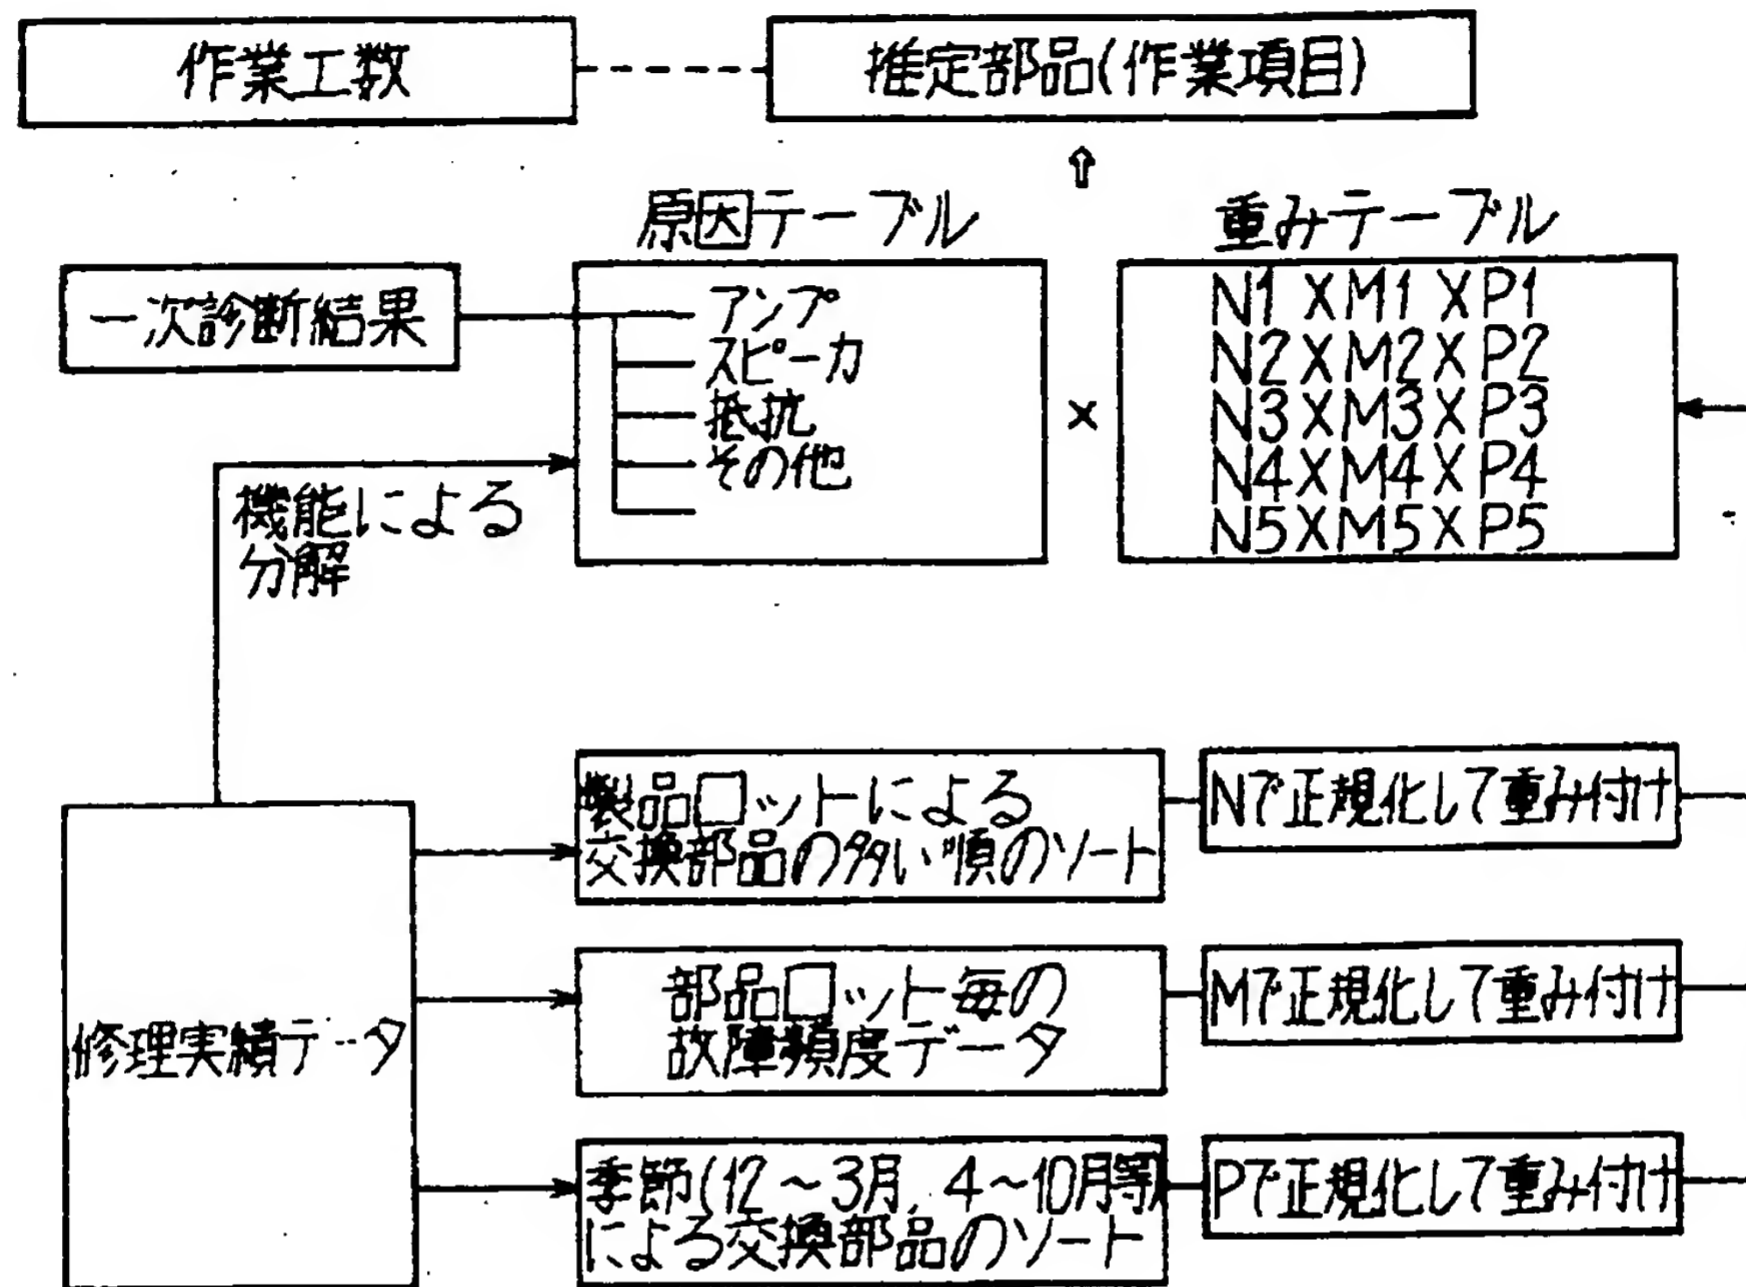 作業工数
推定部品(作業項目)
原因テーブル
重みテーブル
一次診断結果
アンプ
スピーカ
抵抗
その他
×
N1×M1×P1
N2×M2×P2
N3×M3×P3
N4×M4×P4
N5×M5×P5
機能による
分解
修理実績データ
製品ロットによる
交換部品の多い順のソート
Nで正規化して重み付け
部品ロット毎の
故障頻度データ
Mで正規化して重み付け
季節(12～3月,4～10月等)
による交換部品のソート
Pで正規化して重み付け